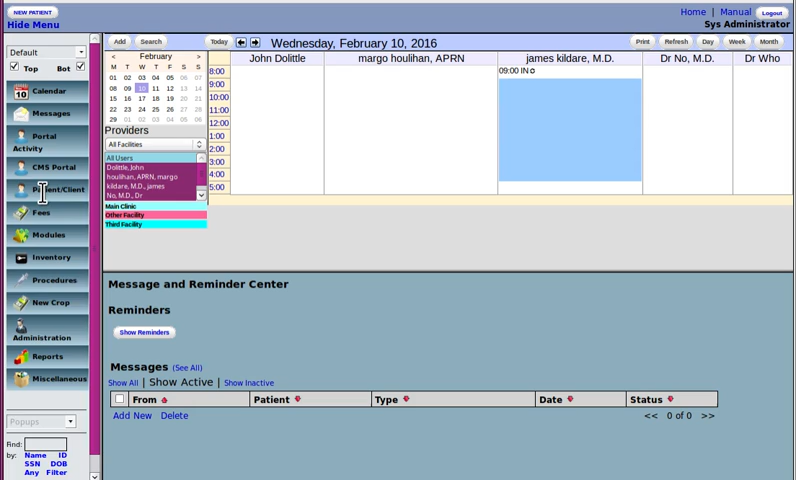 NEW PATIENT
Home | Manual Logout
Hide Menu
Sys Administrator
Default
Top Bot
Calendar
Messages
Portal
Activity
CMS Portal
Fees
Modules
Inventory
Procedures
New Crop
Administration
Reports
Miscellaneous
Popups
Find:
by: Name ID
SSN DOB
Any Filter
Add Search
< February >
M T W T F S S
01 02 03 04 05 06 07
08 09 10 11 12 13 14
15 16 17 18 19 20 21
22 23 24 25 26 27 28
29 01 02 03 04 05 06
Providers
All Facilities
All Users
Dolittle, John
houlihan, APRN, margo
kildare, M.D., james
No, M.D., Dr
Main Clinic
Other Facility
Third Facility
Today Wednesday, February 10, 2016 Print Refresh Day Week Month
John Dolittle margo houlihan, APRN james kildare, M.D. Dr No, M.D. Dr Who
8:00 09:00 IN
9:00
10:00
11:00
12:00
1:00
2:00
3:00
4:00
5:00
Message and Reminder Center
Reminders
Show Reminders
Messages (See All)
Show All | Show Active | Show Inactive
From Patient Type Date Status
Add New Delete << 0 of 0 >>